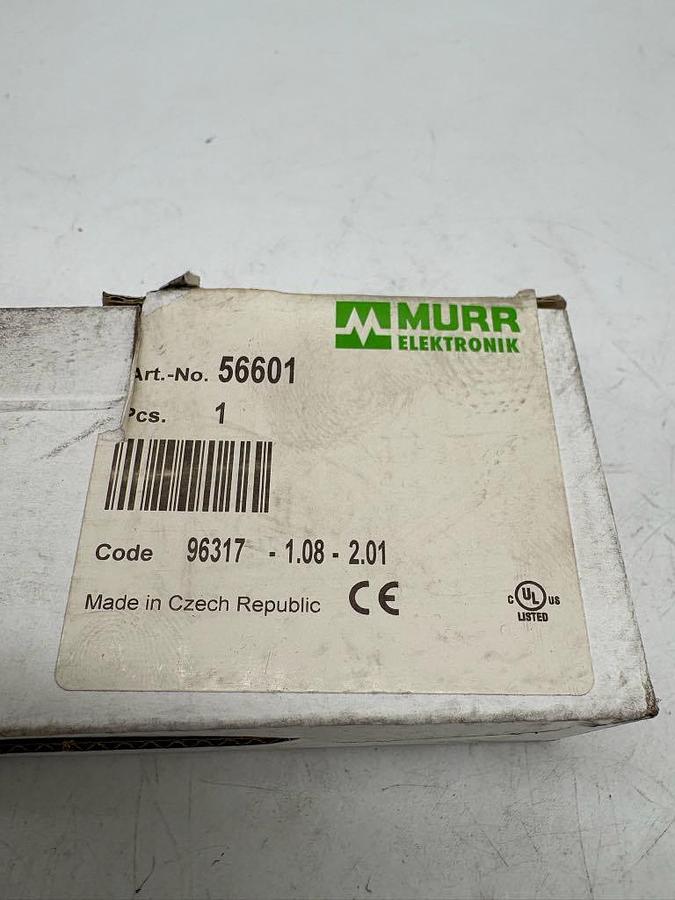 MURR
ELEKTRONIK
Art.-No. 56601
Pcs. 1
Code 96317 - 1.08 - 2.01
Made in Czech Republic CE
C UL US
LISTED